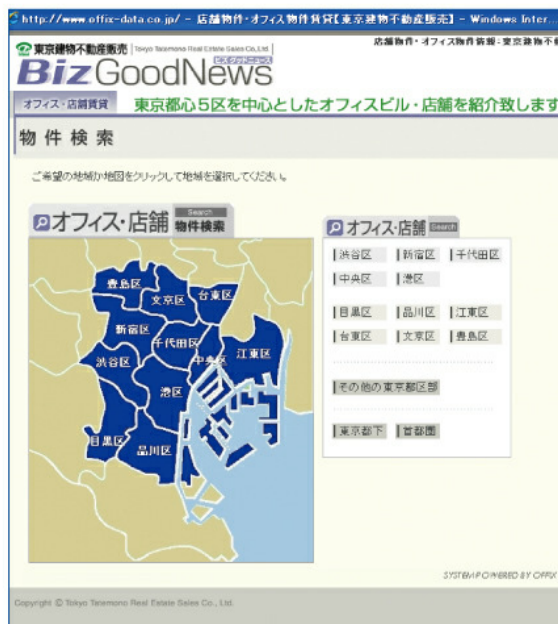 http://www.offix-data.co.jp/ - 店舗物件・オフィス物件賃貸【東京建物不動産販売】 - Windows Inter...
東京建物不動産販売 Tokyo Tatemono Real Estate Sales Co.,Ltd.
店舗物件・オフィス物件情報:東京建物不
ビズグッドニュース
BizGoodNews
オフィス・店舗賃貸 東京都心5区を中心としたオフィスビル・店舗を紹介致します
物件検索
ご希望の地域か地図をクリックして地域を選択してください。
オフィス・店舗 Search 物件検索
オフィス・店舗 Search
豊島区
文京区
台東区
新宿区
千代田区
中央区
江東区
渋谷区
港区
目黒区
品川区
渋谷区 新宿区 千代田区
中央区 港区
目黒区 品川区 江東区
台東区 文京区 豊島区
その他の東京都区部
東京都下 首都圏
SYSTEM POWERED BY OFFIX
Copyright © Tokyo Tatemono Real Estate Sales Co., Ltd.